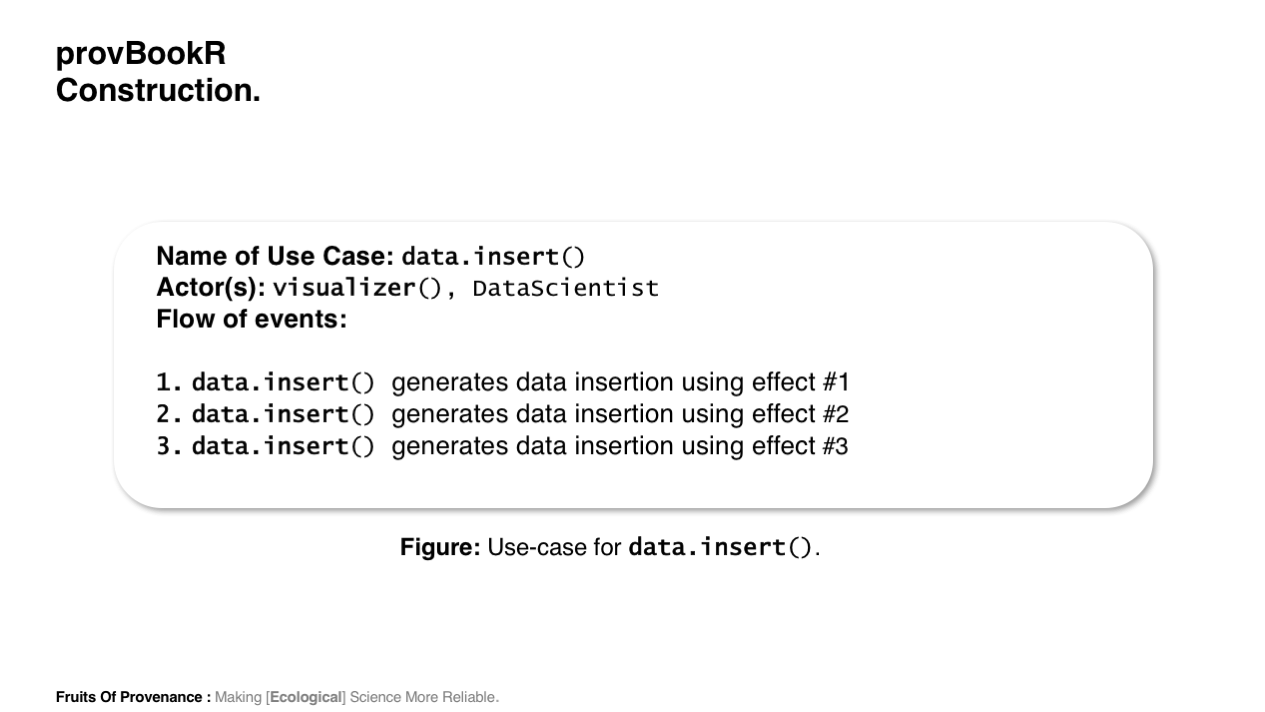 provBookR
Construction.
Name of Use Case: data.insert()
Actor(s): visualizer(), DataScientist
Flow of events:
1. data.insert() generates data insertion using effect #1
2. data.insert() generates data insertion using effect #2
3. data.insert() generates data insertion using effect #3
Figure: Use-case for data.insert().
Fruits Of Provenance : Making [Ecological] Science More Reliable.